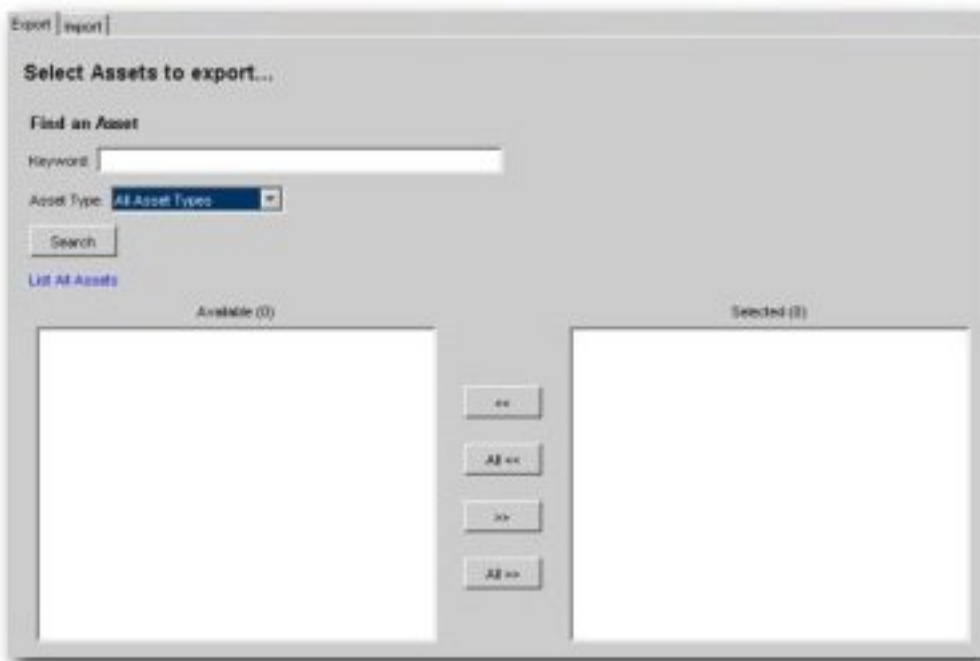 Export Import
Select Assets to export...
Find an Asset
Keyword:
Asset Type: All Asset Types
Search
List All Assets
Available (0) Selected (0)
<<
All <<
>>
All >>